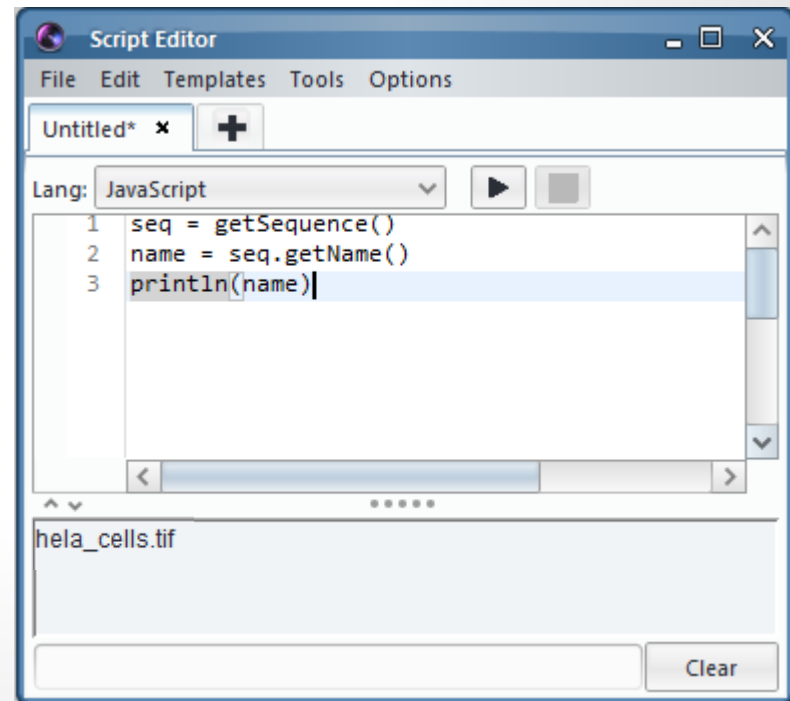 Script Editor
File Edit Templates Tools Options
Untitled*
Lang: JavaScript
1 seq = getSequence()
2 name = seq.getName()
3 println(name)
hela_cells.tif
Clear